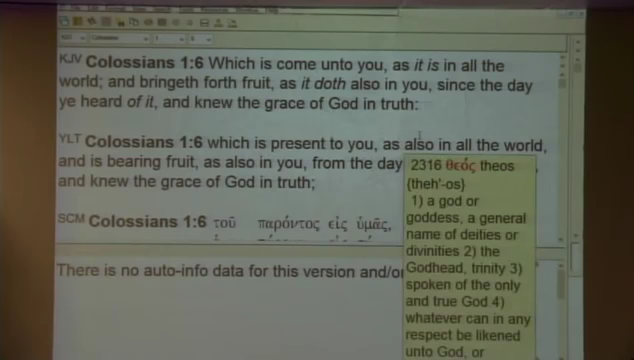 KJV Colossians 1:6 Which is come unto you, as it is in all the
world; and bringeth forth fruit, as it doth also in you, since the day
ye heard of it, and knew the grace of God in truth:
YLT Colossians 1:6 which is present to you, as also in all the world,
and is bearing fruit, as also in you, from the day
and knew the grace of God in truth;
SCM Colossians 1:6 τοῦ παρόντος εἰς ὑμᾶς,
There is no auto-info data for this version and/or
2316 θεός theos
{theh'-os}
1) a god or
goddess, a general
name of deities or
divinities 2) the
Godhead, trinity 3)
spoken of the only
and true God 4)
whatever can in any
respect be likened
unto God, or